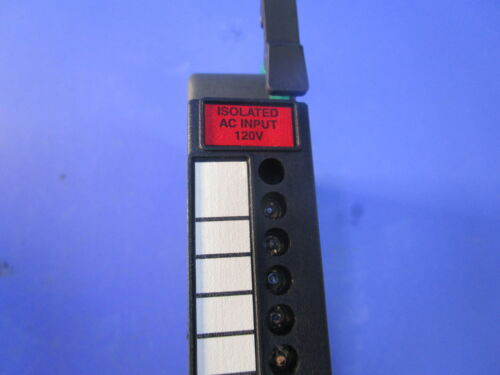 ISOLATED
AC INPUT
120V